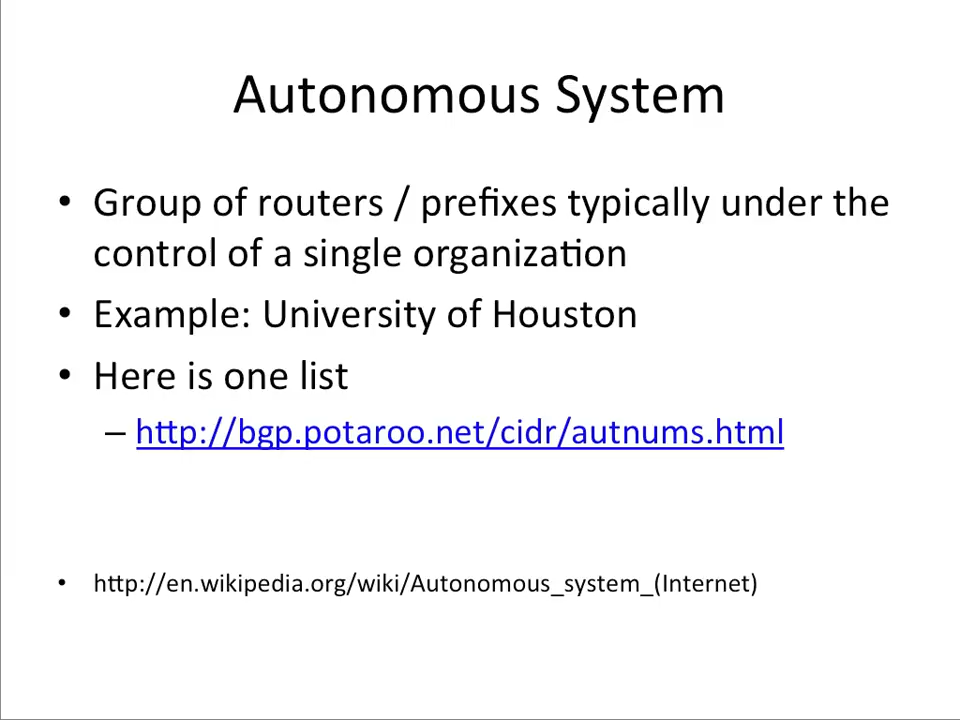 Autonomous System
• Group of routers / prefixes typically under the
control of a single organization
• Example: University of Houston
• Here is one list
– http://bgp.potaroo.net/cidr/autnums.html
• http://en.wikipedia.org/wiki/Autonomous_system_(Internet)